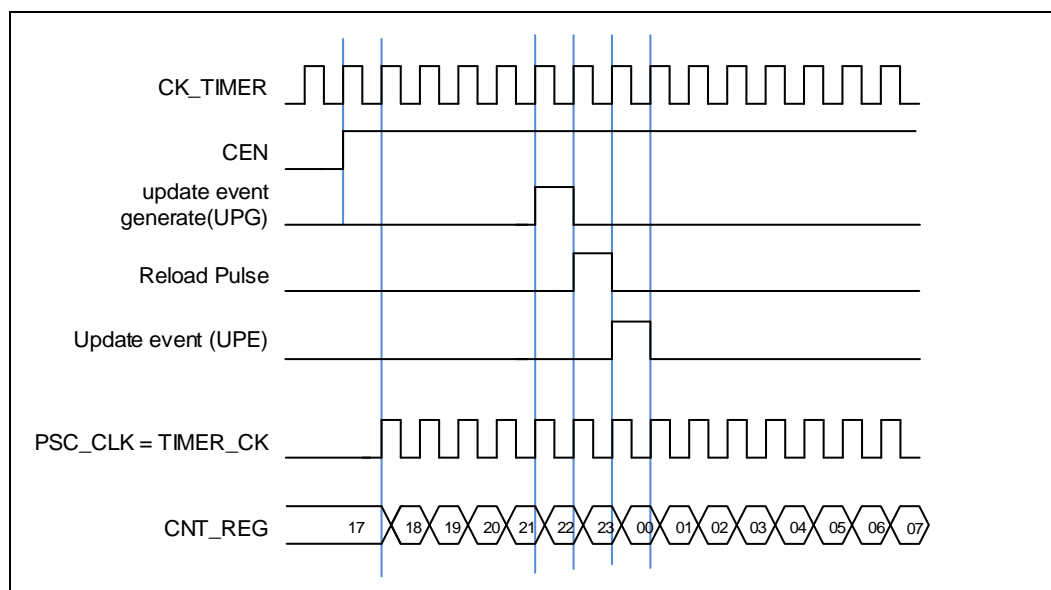 CK_TIMER
CEN
update event
generate(UPG)
Reload Pulse
Update event (UPE)
PSC_CLK = TIMER_CK
CNT_REG 17 18 19 20 21 22 23 00 01 02 03 04 05 06 07